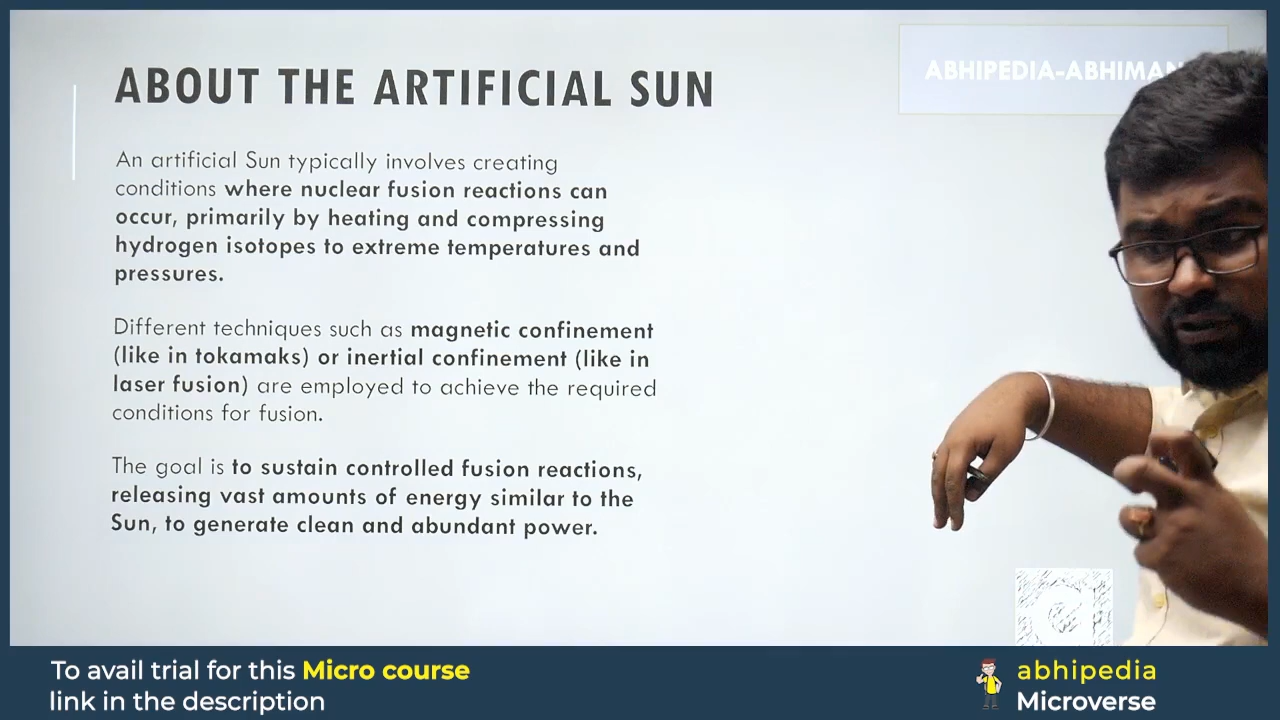 ABHIPEDIA-ABHIMAN
ABOUT THE ARTIFICIAL SUN
An artificial Sun typically involves creating
conditions where nuclear fusion reactions can
occur, primarily by heating and compressing
hydrogen isotopes to extreme temperatures and
pressures.
Different techniques such as magnetic confinement
(like in tokamaks) or inertial confinement (like in
laser fusion) are employed to achieve the required
conditions for fusion.
The goal is to sustain controlled fusion reactions,
releasing vast amounts of energy similar to the
Sun, to generate clean and abundant power.
To avail trial for this Micro course
link in the description
abhipedia
Microverse